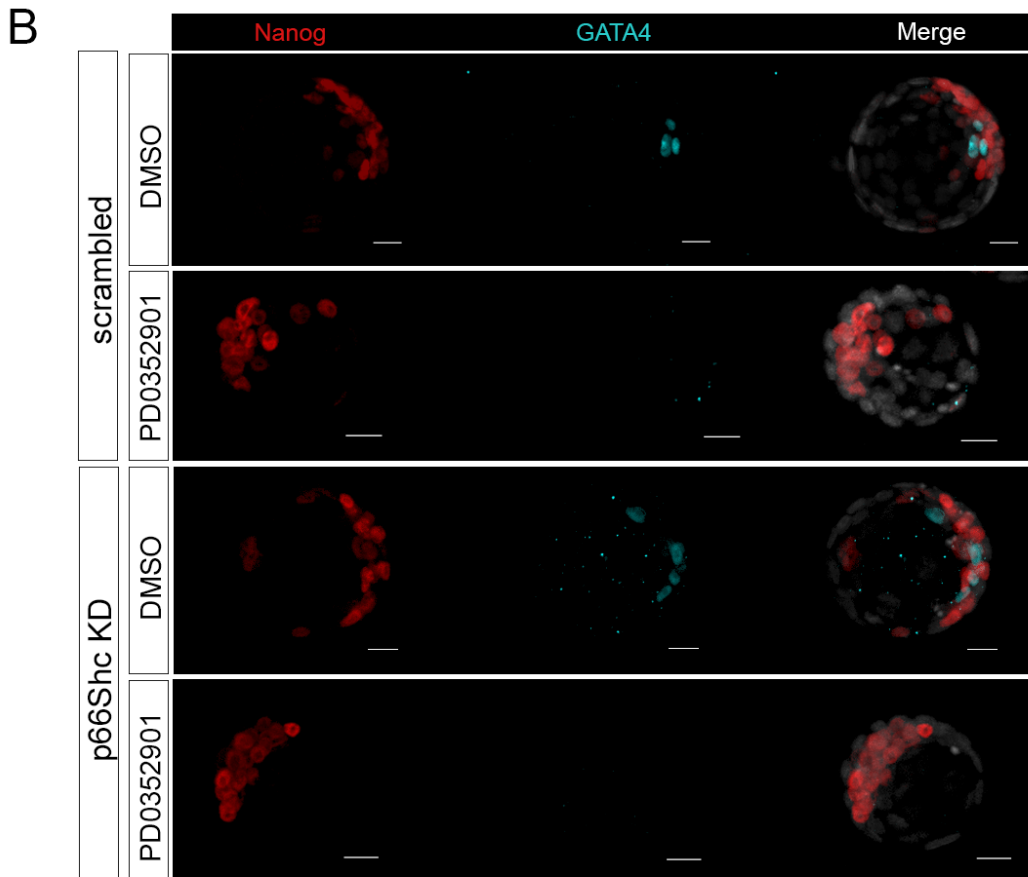 B
Nanog GATA4 Merge
scrambled
DMSO
PD0352901
p66Shc KD
DMSO
PD0352901